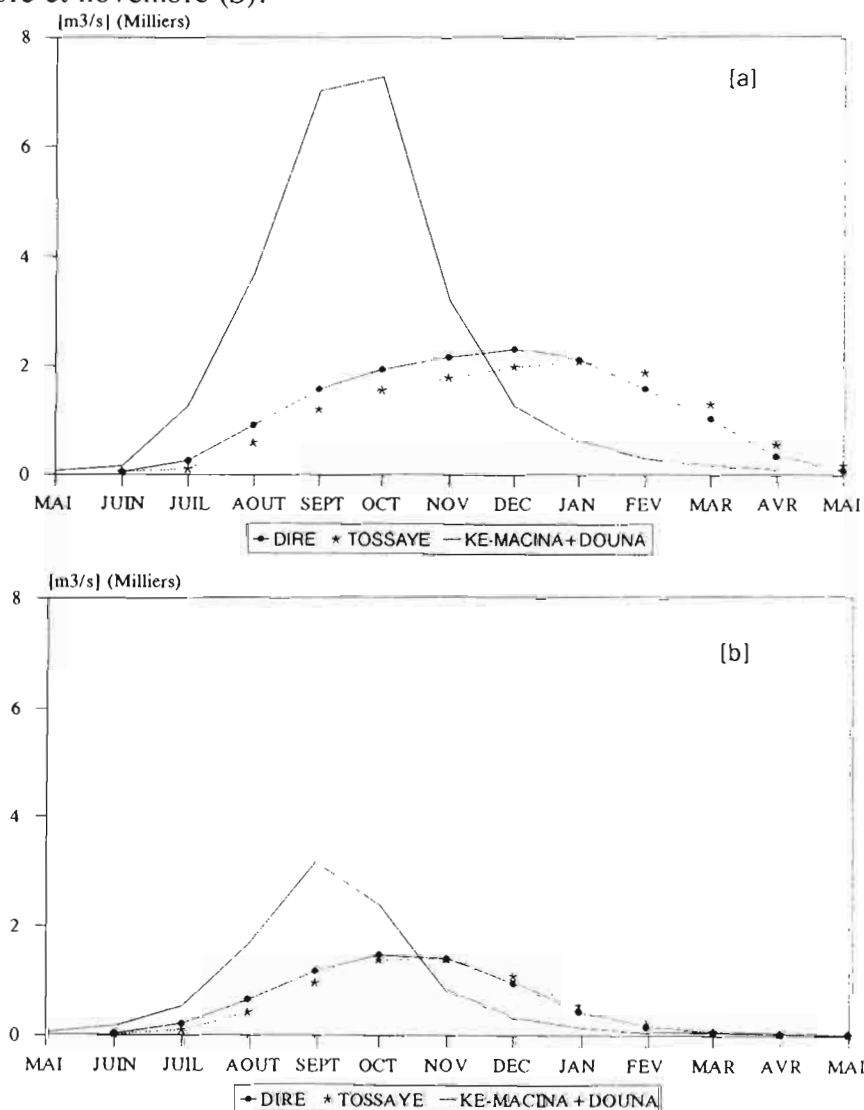 et novembre (S).
[m3/s] (Milliers)
[a]
8
6
4
2
0
MAI JUIN JUIL AOUT SEPT OCT NOV DEC JAN FEV MAR AVR MAI
DIRE TOSSAYE KE-MACINA+DOUNA
[m3/s] (Milliers)
[b]
8
6
4
2
0
MAI JUIN JUIL AOUT SEPT OCT NOV DEC JAN FEV MAR AVR MAI
DIRE TOSSAYE KE-MACINA+DOUNA